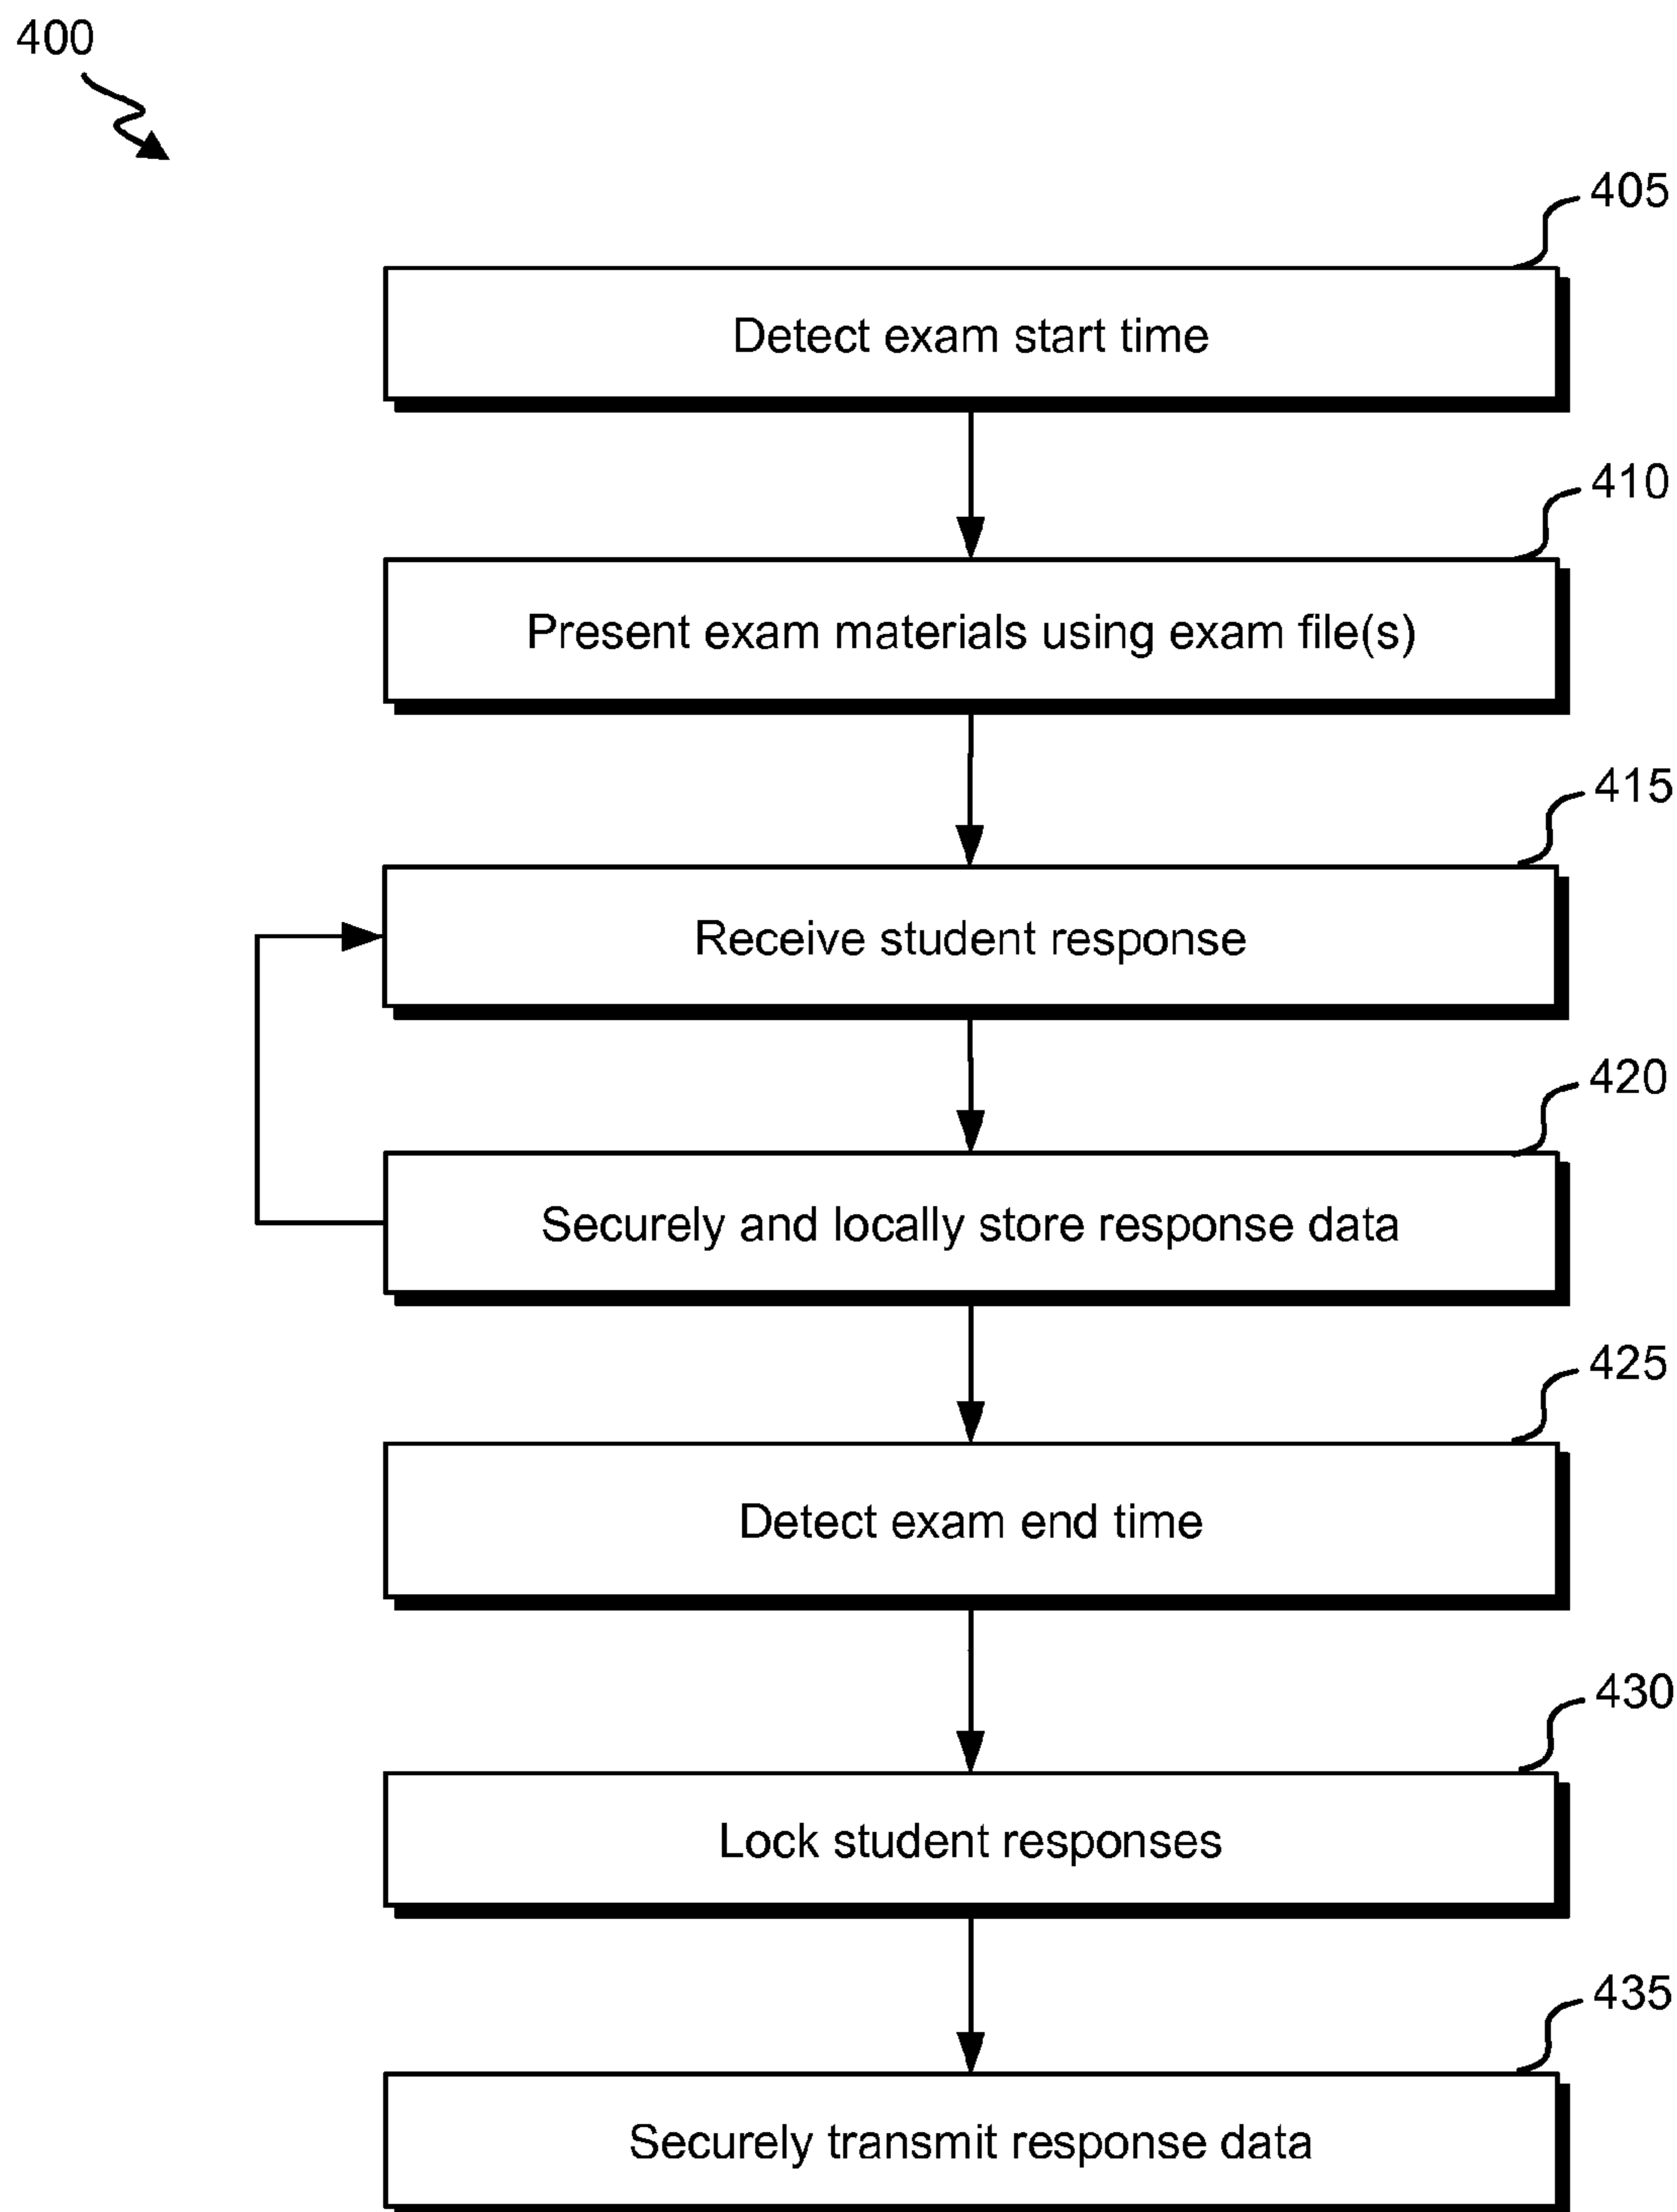 400
405
Detect exam start time
410
Present exam materials using exam file(s)
415
Receive student response
420
Securely and locally store response data
425
Detect exam end time
430
Lock student responses
435
Securely transmit response data